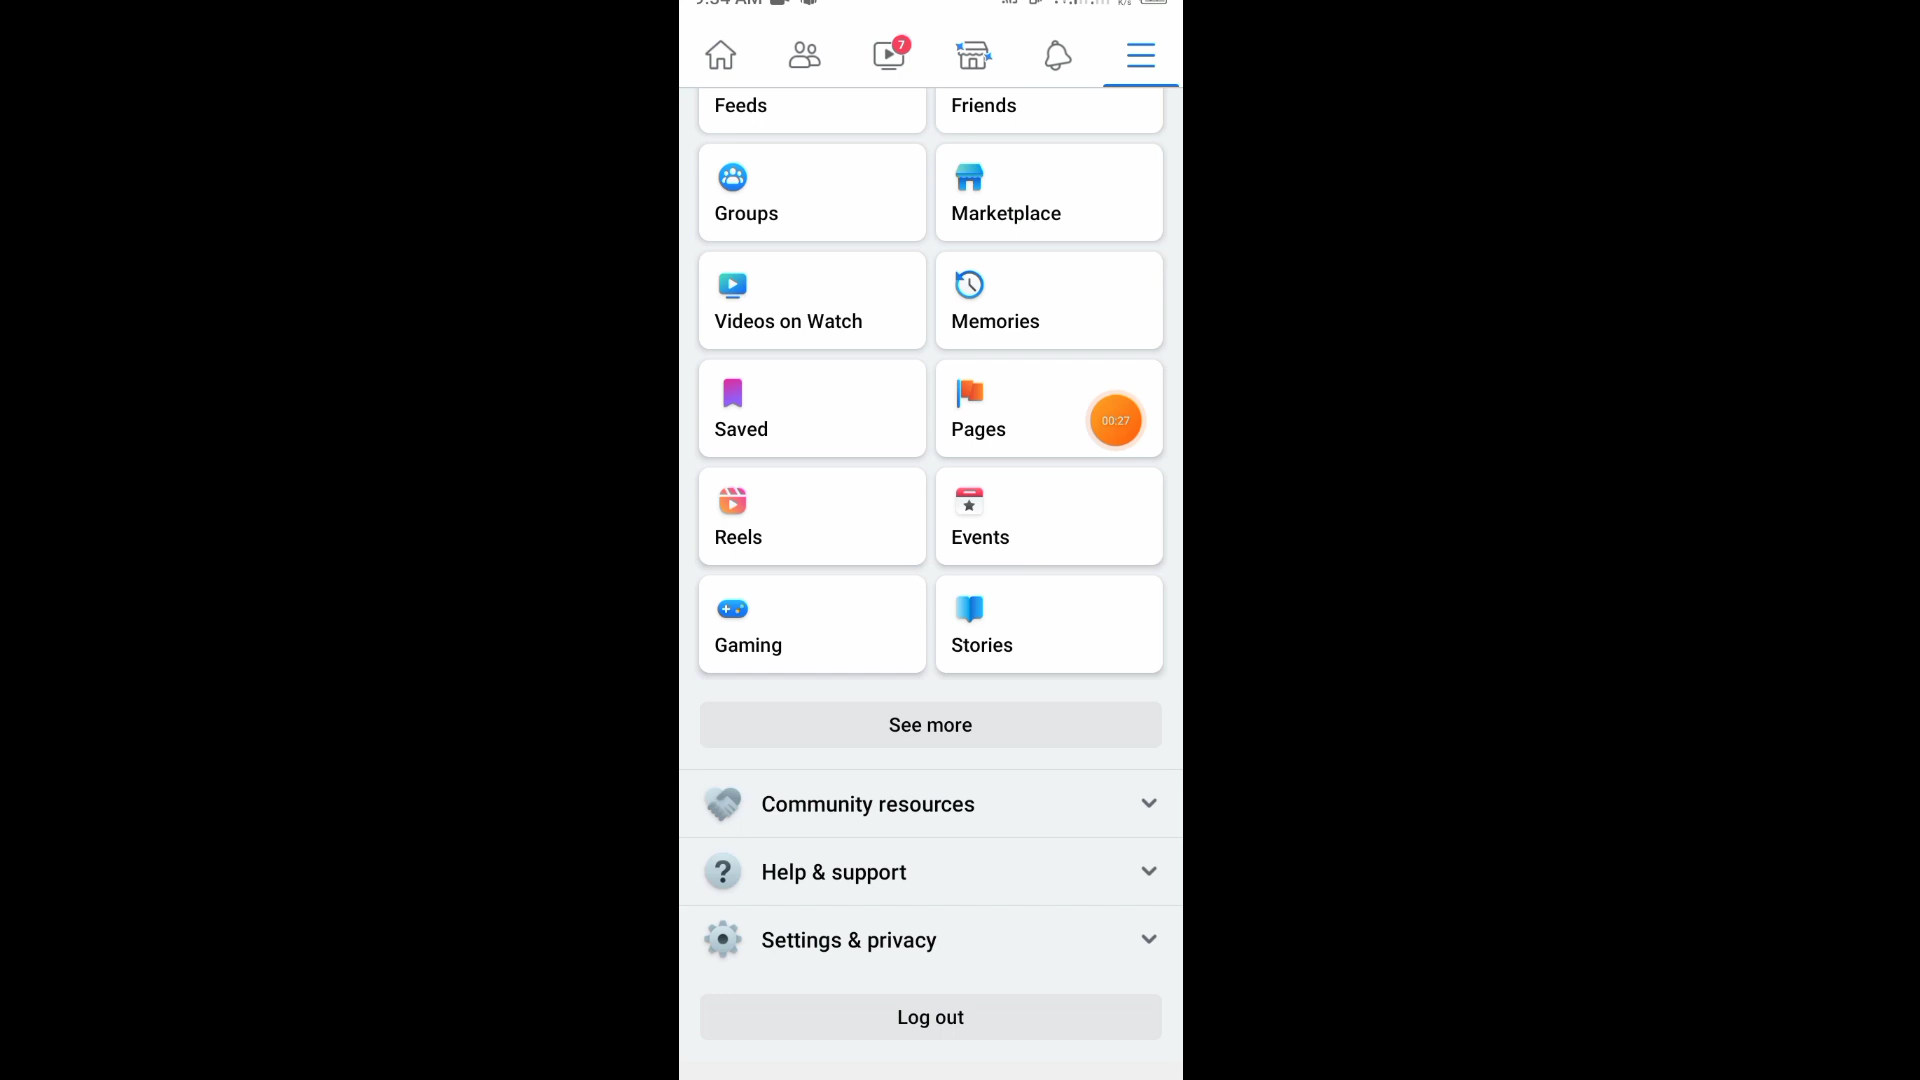 9:34 AM
K/s
7
Feeds
Friends
Groups
Marketplace
Videos on Watch
Memories
Saved
Pages
00:27
Reels
Events
Gaming
Stories
See more
Community resources
?
Help & support
Settings & privacy
Log out